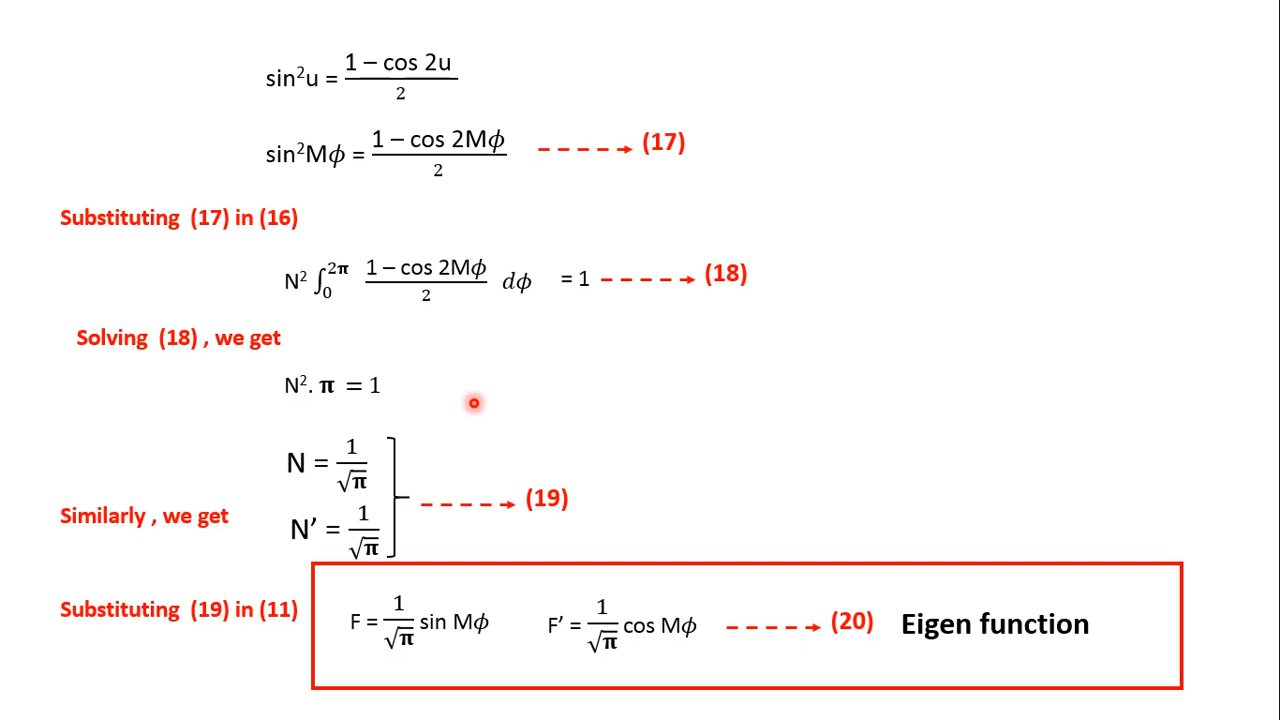 sin²u = (1 – cos 2u)/2
sin²Mϕ = (1 – cos 2Mϕ)/2 – – – – – → (17)
Substituting (17) in (16)
N² ∫₀^2π (1 – cos 2Mϕ)/2 dϕ = 1 – – – – – → (18)
Solving (18) , we get
N². π = 1
N = 1/√π
Similarly , we get N′ = 1/√π – – – – – → (19)
Substituting (19) in (11) F = 1/√π sin Mϕ F′ = 1/√π cos Mϕ – – – – – → (20) Eigen function